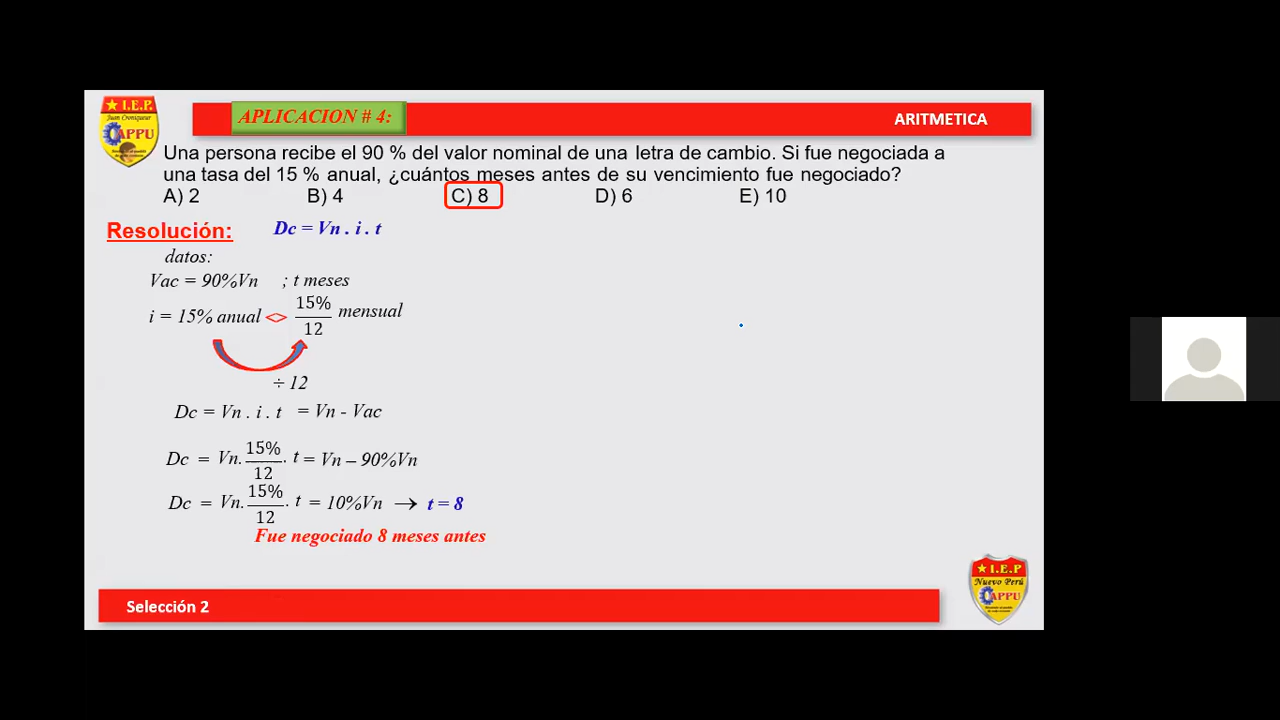 I.E.P.
Juan Croniqueur
CAPPU
APLICACION # 4:
ARITMETICA
Una persona recibe el 90 % del valor nominal de una letra de cambio. Si fue negociada a
una tasa del 15 % anual, ¿cuántos meses antes de su vencimiento fue negociado?
A) 2 B) 4 C) 8 D) 6 E) 10
Resolución: Dc = Vn . i . t
datos:
Vac = 90%Vn ; t meses
i = 15% anual <> 15%/12 mensual
÷ 12
Dc = Vn . i . t = Vn - Vac
Dc = Vn. 15%/12 . t = Vn – 90%Vn
Dc = Vn. 15%/12 . t = 10%Vn → t = 8
Fue negociado 8 meses antes
I.E.P
Nuevo Perú
CAPPU
Selección 2